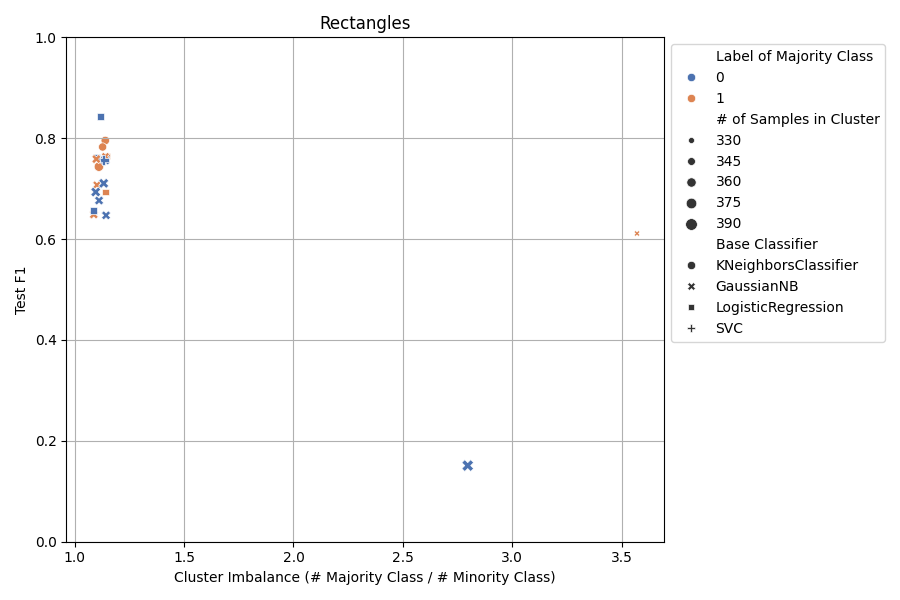 Rectangles
1.0
0.8
0.6
0.4
0.2
0.0
Test F1
1.0 1.5 2.0 2.5 3.0 3.5
Cluster Imbalance (# Majority Class / # Minority Class)
Label of Majority Class
0
1
# of Samples in Cluster
330
345
360
375
390
Base Classifier
KNeighborsClassifier
GaussianNB
LogisticRegression
SVC